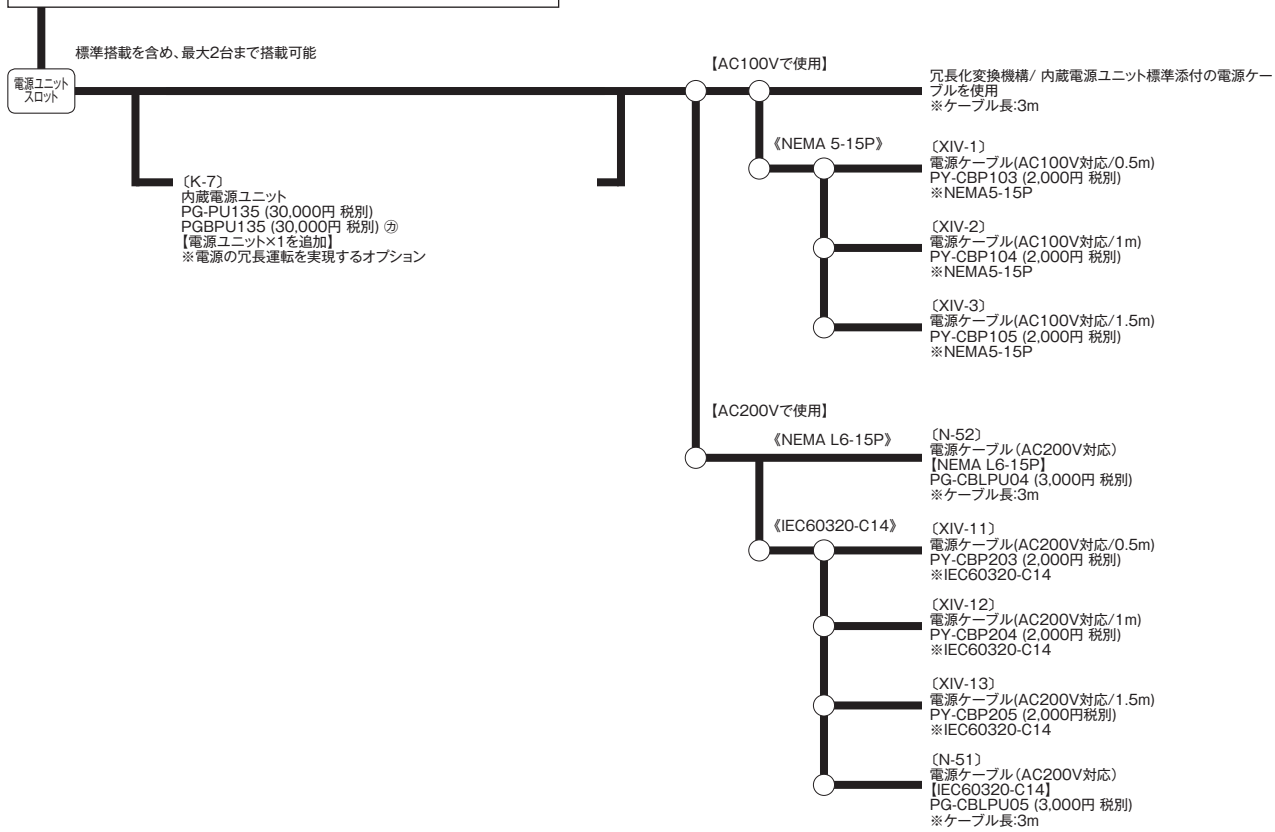 標準搭載を含め、最大2台まで搭載可能
電源ユニット
スロット
〔K-7〕
内蔵電源ユニット
PG-PU135 (30,000円 税別)
PGBPU135 (30,000円 税別) ㋕
【電源ユニット×1を追加】
※電源の冗長運転を実現するオプション
【AC100Vで使用】
冗長化変換機構/ 内蔵電源ユニット標準添付の電源ケー
ブルを使用
※ケーブル長:3m
《NEMA 5-15P》
〔XIV-1〕
電源ケーブル(AC100V対応/0.5m)
PY-CBP103 (2,000円 税別)
※NEMA5-15P
〔XIV-2〕
電源ケーブル(AC100V対応/1m)
PY-CBP104 (2,000円 税別)
※NEMA5-15P
〔XIV-3〕
電源ケーブル(AC100V対応/1.5m)
PY-CBP105 (2,000円 税別)
※NEMA5-15P
【AC200Vで使用】
《NEMA L6-15P》
〔N-52〕
電源ケーブル(AC200V対応)
【NEMA L6-15P】
PG-CBLPU04 (3,000円 税別)
※ケーブル長:3m
《IEC60320-C14》
〔XIV-11〕
電源ケーブル(AC200V対応/0.5m)
PY-CBP203 (2,000円 税別)
※IEC60320-C14
〔XIV-12〕
電源ケーブル(AC200V対応/1m)
PY-CBP204 (2,000円 税別)
※IEC60320-C14
〔XIV-13〕
電源ケーブル(AC200V対応/1.5m)
PY-CBP205 (2,000円税別)
※IEC60320-C14
〔N-51〕
電源ケーブル(AC200V対応)
【IEC60320-C14】
PG-CBLPU05 (3,000円 税別)
※ケーブル長:3m